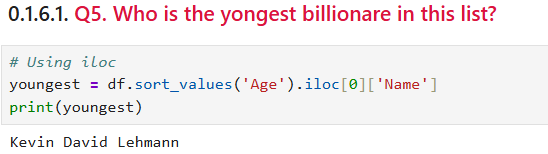 0.1.6.1. Q5. Who is the yongest billionare in this list?
# Using iloc
youngest = df.sort_values('Age').iloc[0]['Name']
print(youngest)
Kevin David Lehmann